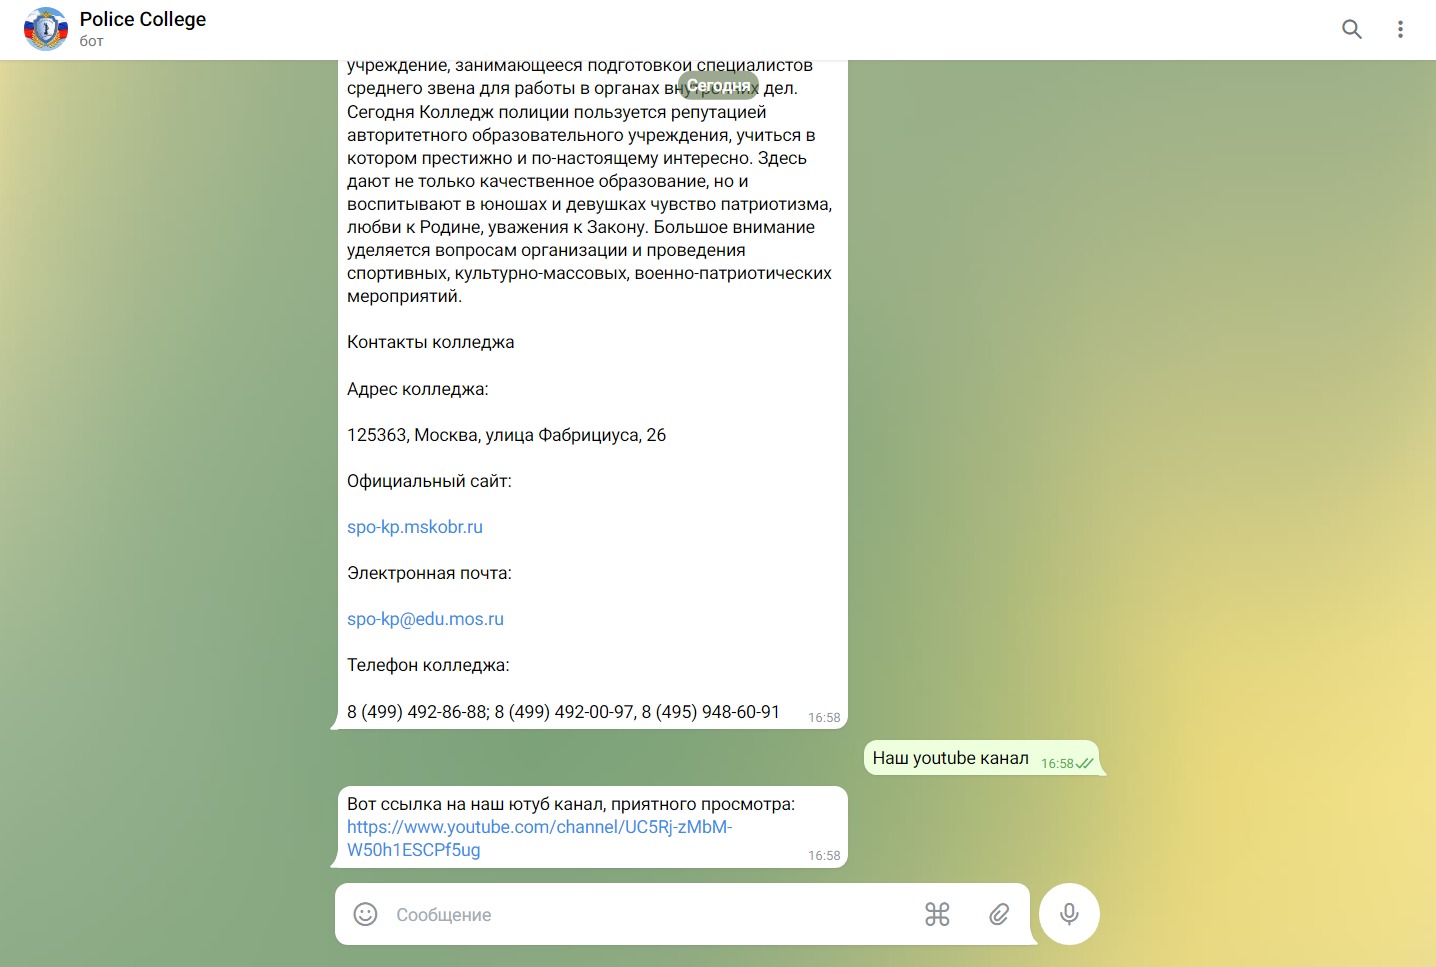 Police College
бот
учреждение, занимающееся подготовкой специалистов
среднего звена для работы в органах внутренних дел.
Сегодня
Сегодня Колледж полиции пользуется репутацией
авторитетного образовательного учреждения, учиться в
котором престижно и по-настоящему интересно. Здесь
дают не только качественное образование, но и
воспитывают в юношах и девушках чувство патриотизма,
любви к Родине, уважения к Закону. Большое внимание
уделяется вопросам организации и проведения
спортивных, культурно-массовых, военно-патриотических
мероприятий.
Контакты колледжа
Адрес колледжа:
125363, Москва, улица Фабрициуса, 26
Официальный сайт:
spo-kp.mskobr.ru
Электронная почта:
spo-kp@edu.mos.ru
Телефон колледжа:
8 (499) 492-86-88; 8 (499) 492-00-97, 8 (495) 948-60-91 16:58
Наш youtube канал 16:58
Вот ссылка на наш ютуб канал, приятного просмотра:
https://www.youtube.com/channel/UC5Rj-zMbM-
W50h1ESCPf5ug 16:58
Сообщение